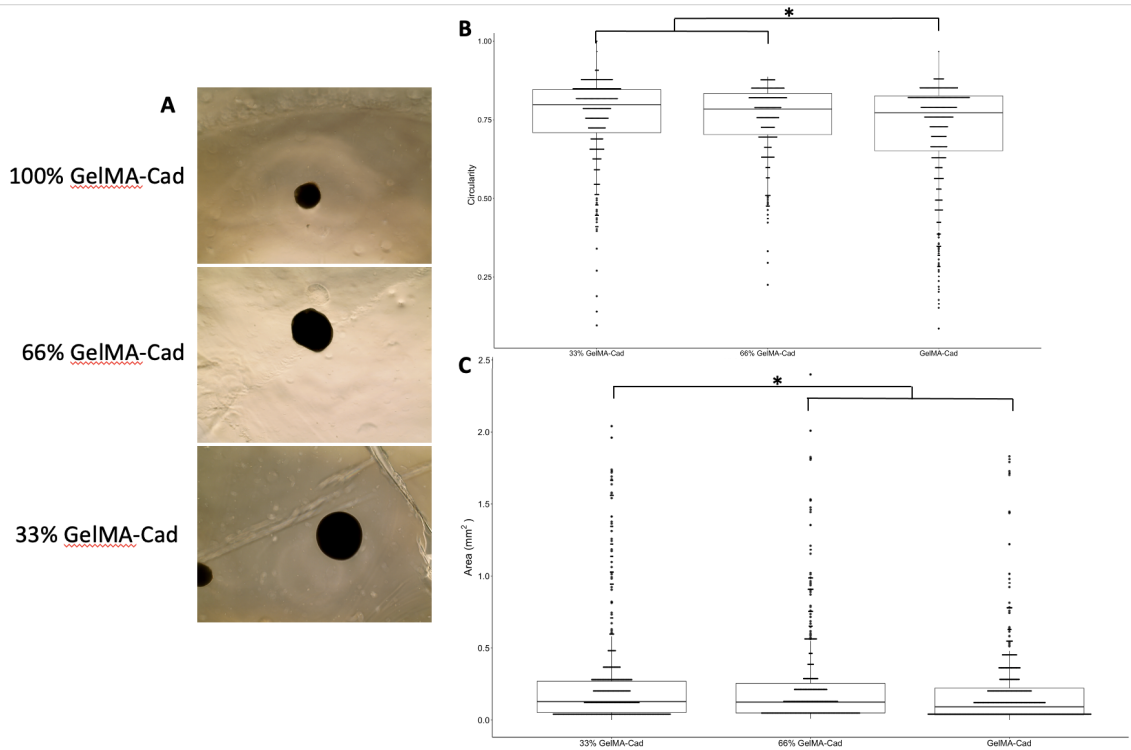 A
100% GelMA-Cad
66% GelMA-Cad
33% GelMA-Cad
B
*
Circularity
1.00
0.75
0.50
0.25
33% GelMA-Cad
66% GelMA-Cad
GelMA-Cad
C
*
Area (mm²)
2.5
2.0
1.5
1.0
0.5
0.0
33% GelMA-Cad
66% GelMA-Cad
GelMA-Cad